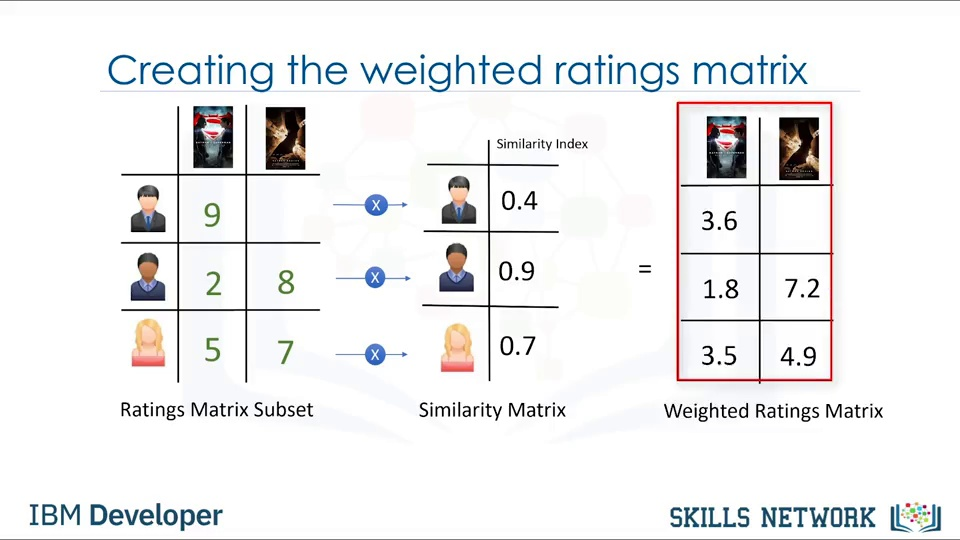 Creating the weighted ratings matrix
Similarity Index
9
X
0.4
3.6
2
8
X
0.9
=
1.8
7.2
5
7
X
0.7
3.5
4.9
Ratings Matrix Subset
Similarity Matrix
Weighted Ratings Matrix
IBM Developer
SKILLS NETWORK